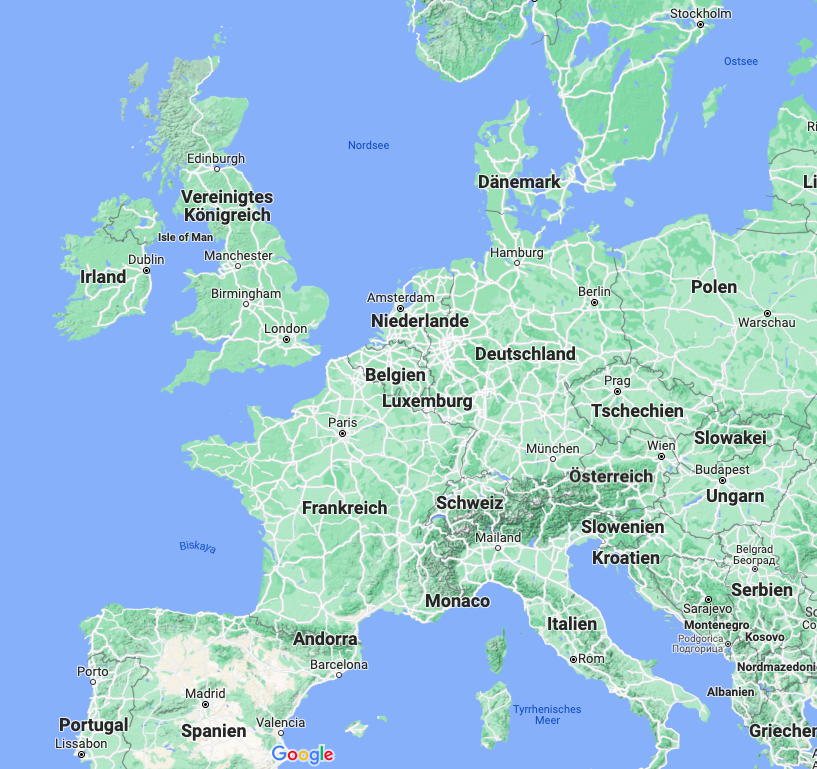 Stockholm
Ostsee
Ri
Nordsee
Edinburgh
Dänemark
Li
Vereinigtes
Königreich
Isle of Man
Dublin
Manchester
Hamburg
Irland
Birmingham
Amsterdam
Berlin
Polen
London
Niederlande
Warschau
Deutschland
Belgien
Prag
Luxemburg
Tschechien
Paris
Slowakei
München
Wien
Österreich
Budapest
Ungarn
Schweiz
Frankreich
Slowenien
Mailand
Biskaya
Kroatien
Belgrad
Београд
Serbien
Monaco
Sarajevo
Italien
Montenegro
Podgorica
Подгорица
Kosovo
So
Co
Andorra
Barcelona
Rom
Nordmazedoni
Porto
Madrid
Albanien
Tyrrhenisches
Meer
Portugal
Spanien
Valencia
Griechen
Lissabon
Google